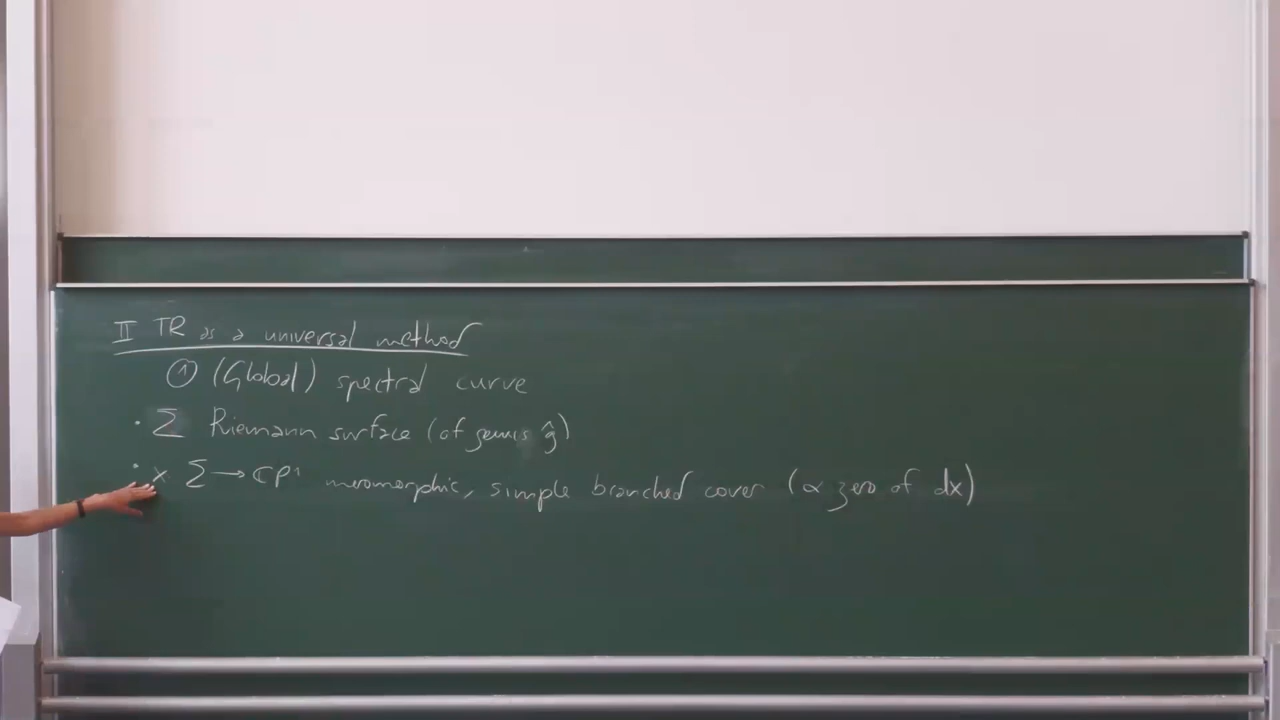 II TR as a universal method
① (Global) spectral curve
· Σ Riemann surface (of genus ĝ)
· x Σ → ℂP¹ meromorphic, simple branched cover (α zero of dx)